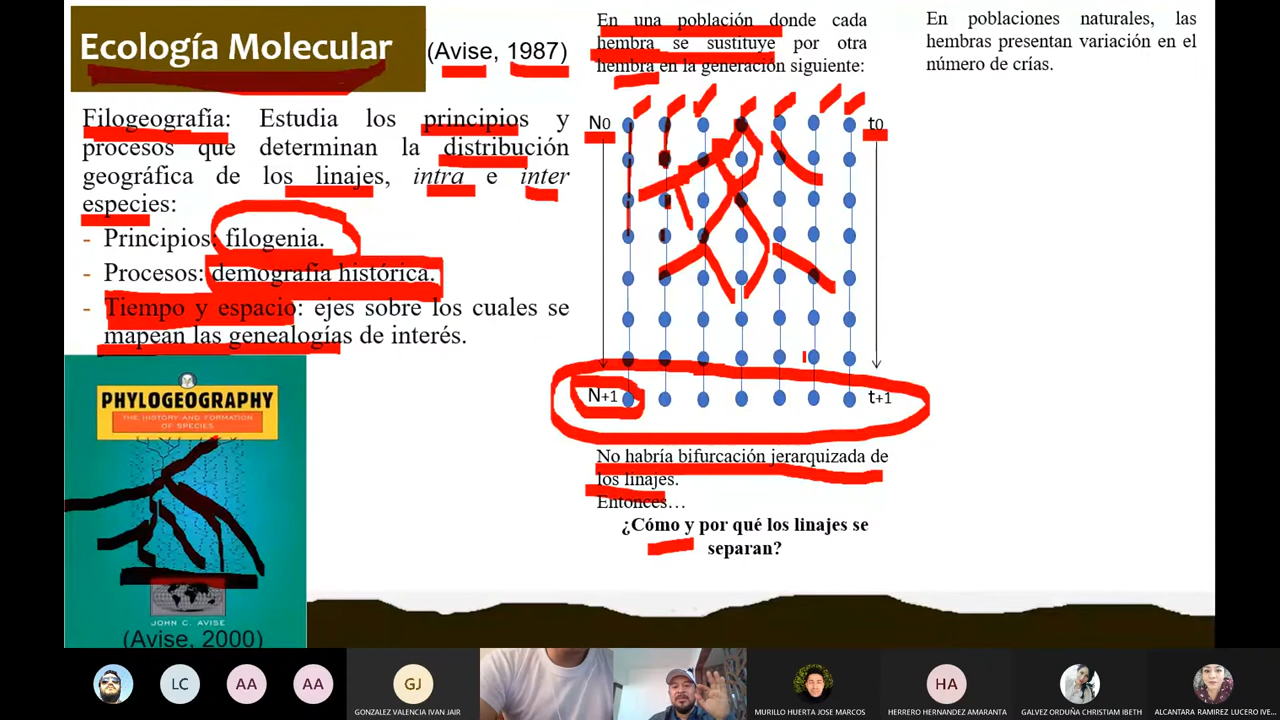 Ecología Molecular
(Avise, 1987)
Filogeografía: Estudia los principios y
procesos que determinan la distribución
geográfica de los linajes, intra e inter
especies:
- Principios: filogenia.
- Procesos: demografía histórica.
- Tiempo y espacio: ejes sobre los cuales se
mapean las genealogías de interés.
PHYLOGEOGRAPHY
THE HISTORY AND FORMATION
OF SPECIES
JOHN C. AVISE
(Avise, 2000)
En una población donde cada
hembra se sustituye por otra
hembra en la generación siguiente:
N0
t0
N+1
t+1
No habría bifurcación jerarquizada de
los linajes.
Entonces…
¿Cómo y por qué los linajes se
separan?
En poblaciones naturales, las
hembras presentan variación en el
número de crías.
LC
AA
AA
GJ
GONZALEZ VALENCIA IVAN JAIR
MURILLO HUERTA JOSE MARCOS
HA
HERRERO HERNANDEZ AMARANTA
GALVEZ ORDUÑA CHRISTIAM IBETH
ALCANTARA RAMIREZ LUCERO IVE...